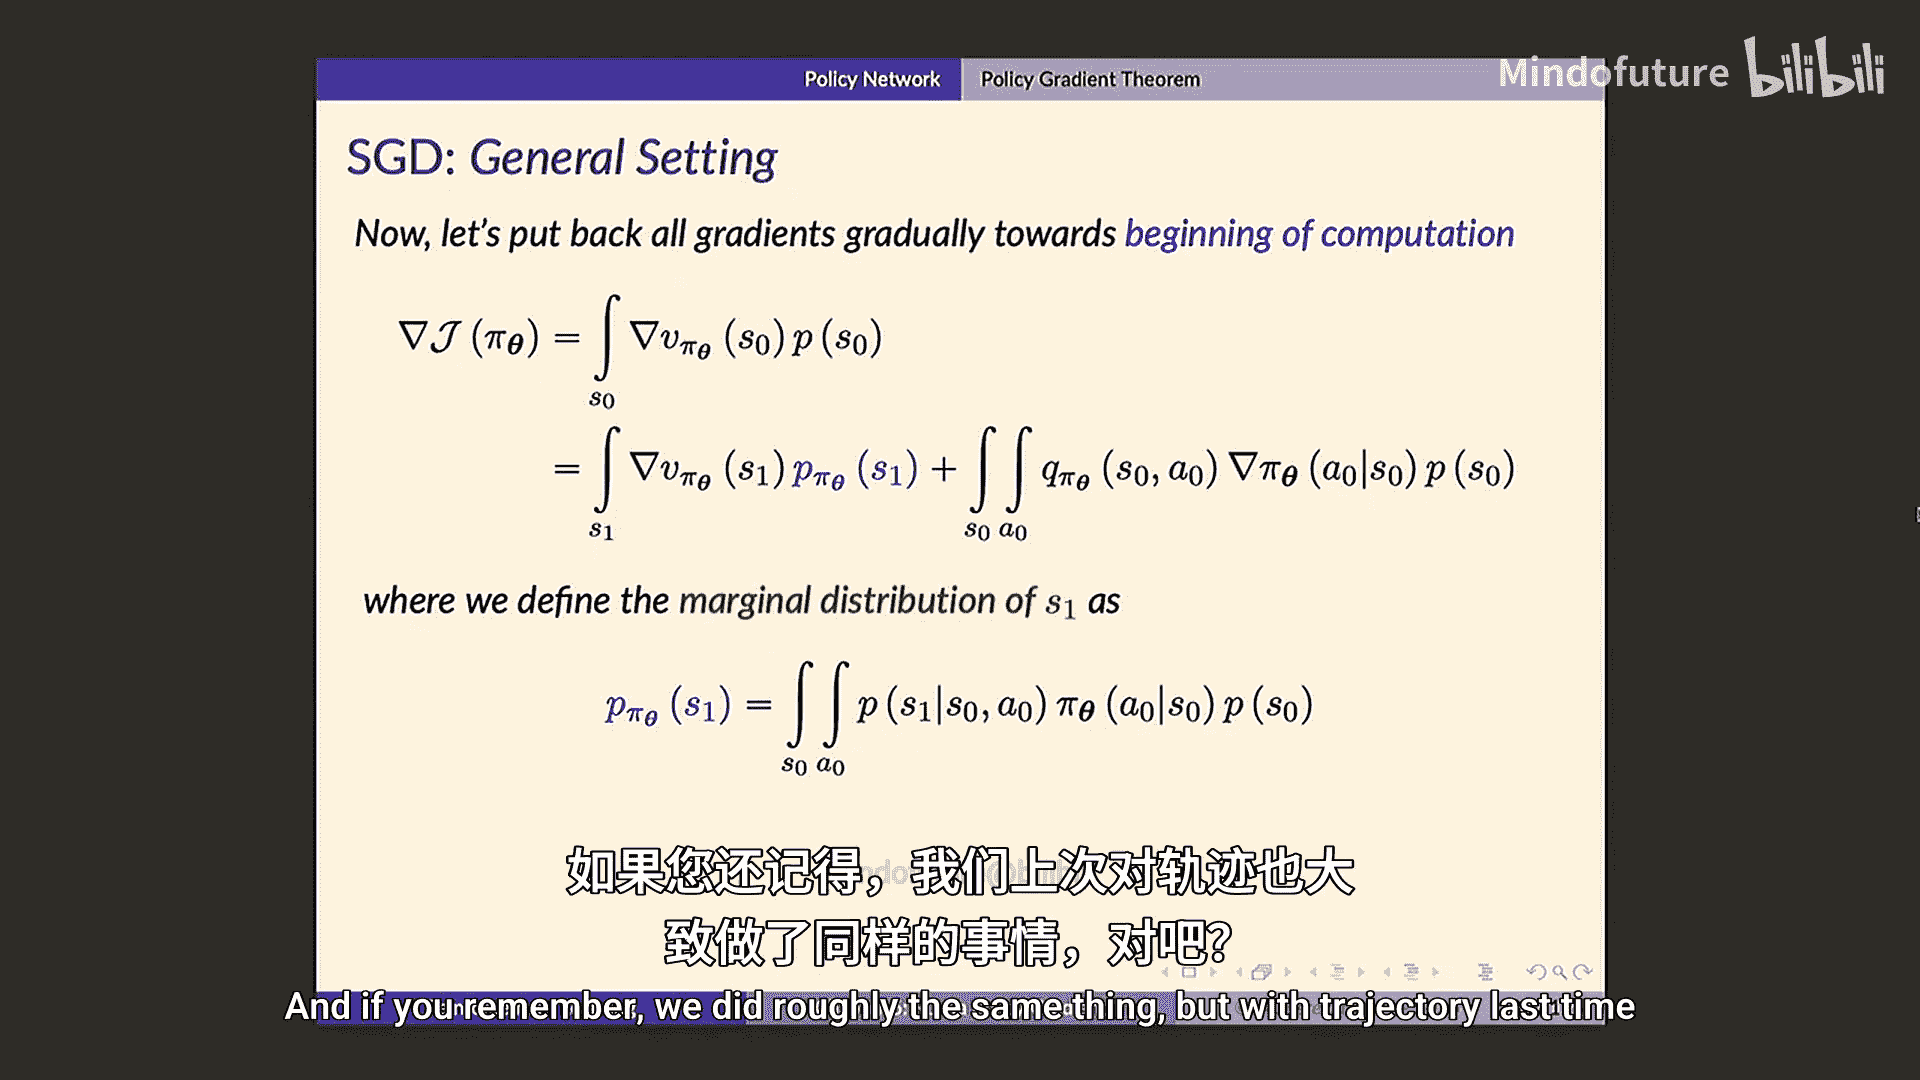 Policy Network Policy Gradient Theorem
Mindofuture bilibili
SGD: General Setting
Now, let's put back all gradients gradually towards beginning of computation
∇𝒥 (π_θ) = ∫_{s_0} ∇v_{π_θ} (s_0) p (s_0)
= ∫_{s_1} ∇v_{π_θ} (s_1) p_{π_θ} (s_1) + ∫_{s_0} ∫_{a_0} q_{π_θ} (s_0, a_0) ∇π_θ (a_0|s_0) p (s_0)
where we define the marginal distribution of s_1 as
p_{π_θ} (s_1) = ∫_{s_0} ∫_{a_0} p (s_1|s_0, a_0) π_θ (a_0|s_0) p (s_0)
如果您还记得，我们上次对轨迹也大
致做了同样的事情，对吧？
And if you remember, we did roughly the same thing, but with trajectory last time